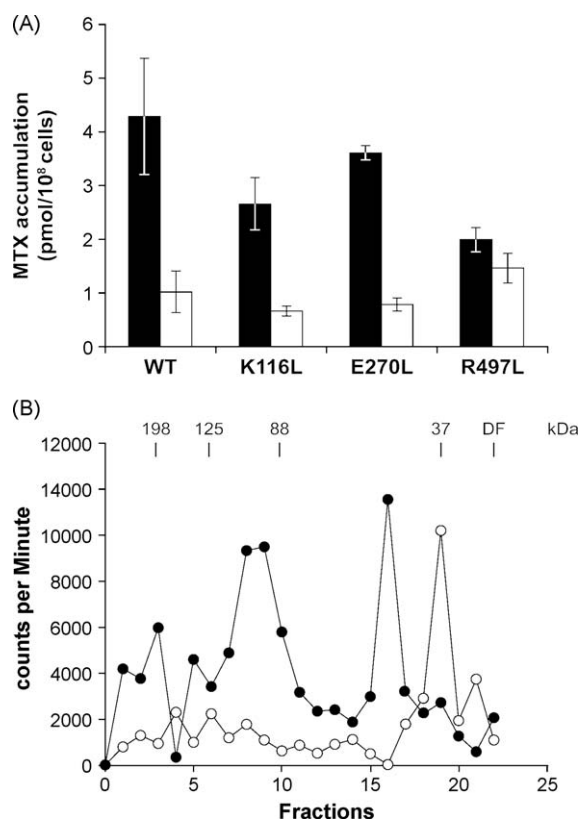 (A)
6
5
4
3
2
1
0
MTX accumulation
(pmol/10⁸ cells)
WT K116L E270L R497L
(B)
198 125 88 37 DF kDa
12000
14000
10000
8000
6000
4000
2000
0
counts per Minute
0 5 10 15 20 25
Fractions